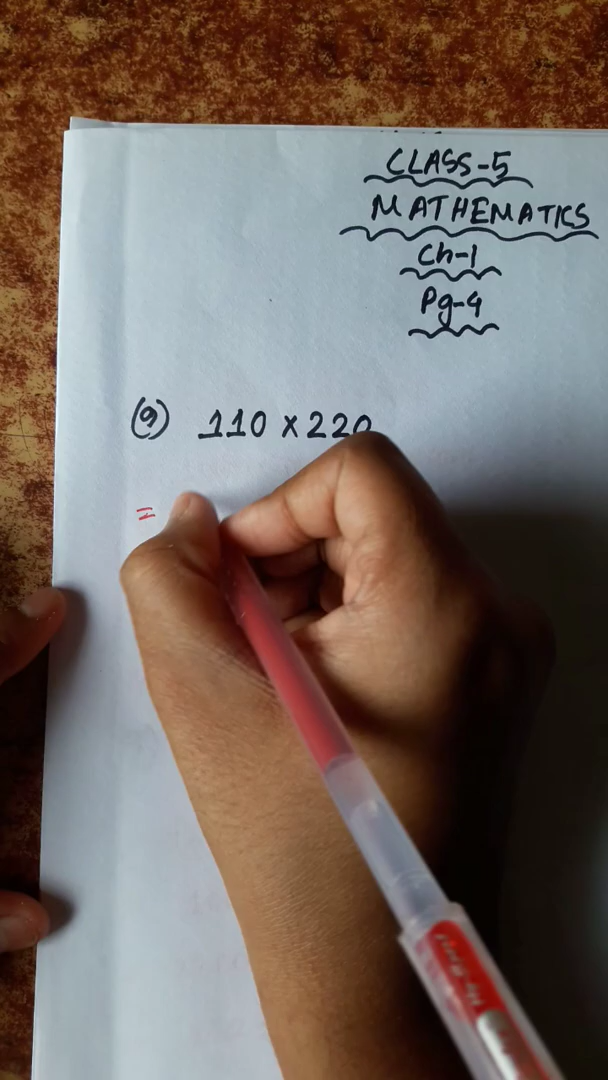 CLASS-5
MATHEMATICS
Ch-1
Pg-4
(9) 110 x 220
=